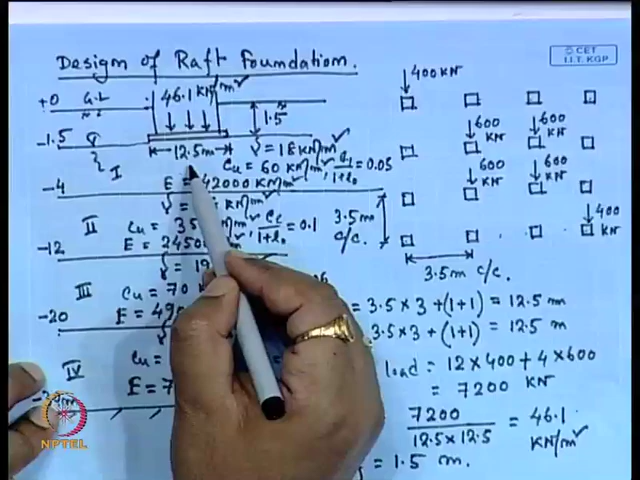 Design of Raft Foundation.
© CET
I.I.T. KGP
+0 G.L
46.1 KN/m²
1.5
-1.5
12.5m
γ = 18 KN/m³
I
Cu = 60 KN/m², Cc/1+e₀ = 0.05
-4
E = 42000 KN/m²
KN/m³
II
Cu = 35 Cc/1+e₀ = 0.1
E = 2450
-12
γ = 19
III
Cu = 70
E = 490
-20
IV
Cu =
E = 7
400 KN
600 KN
600 KN
600 KN
600 KN
400 KN
3.5m c/c.
3.5m c/c.
= 3.5 × 3 + (1+1) = 12.5 m
3.5 × 3 + (1+1) = 12.5 m
load = 12 × 400 + 4 × 600
= 7200 KN
7200 / 12.5 × 12.5 = 46.1 KN/m²
= 1.5 m.
NPTEL